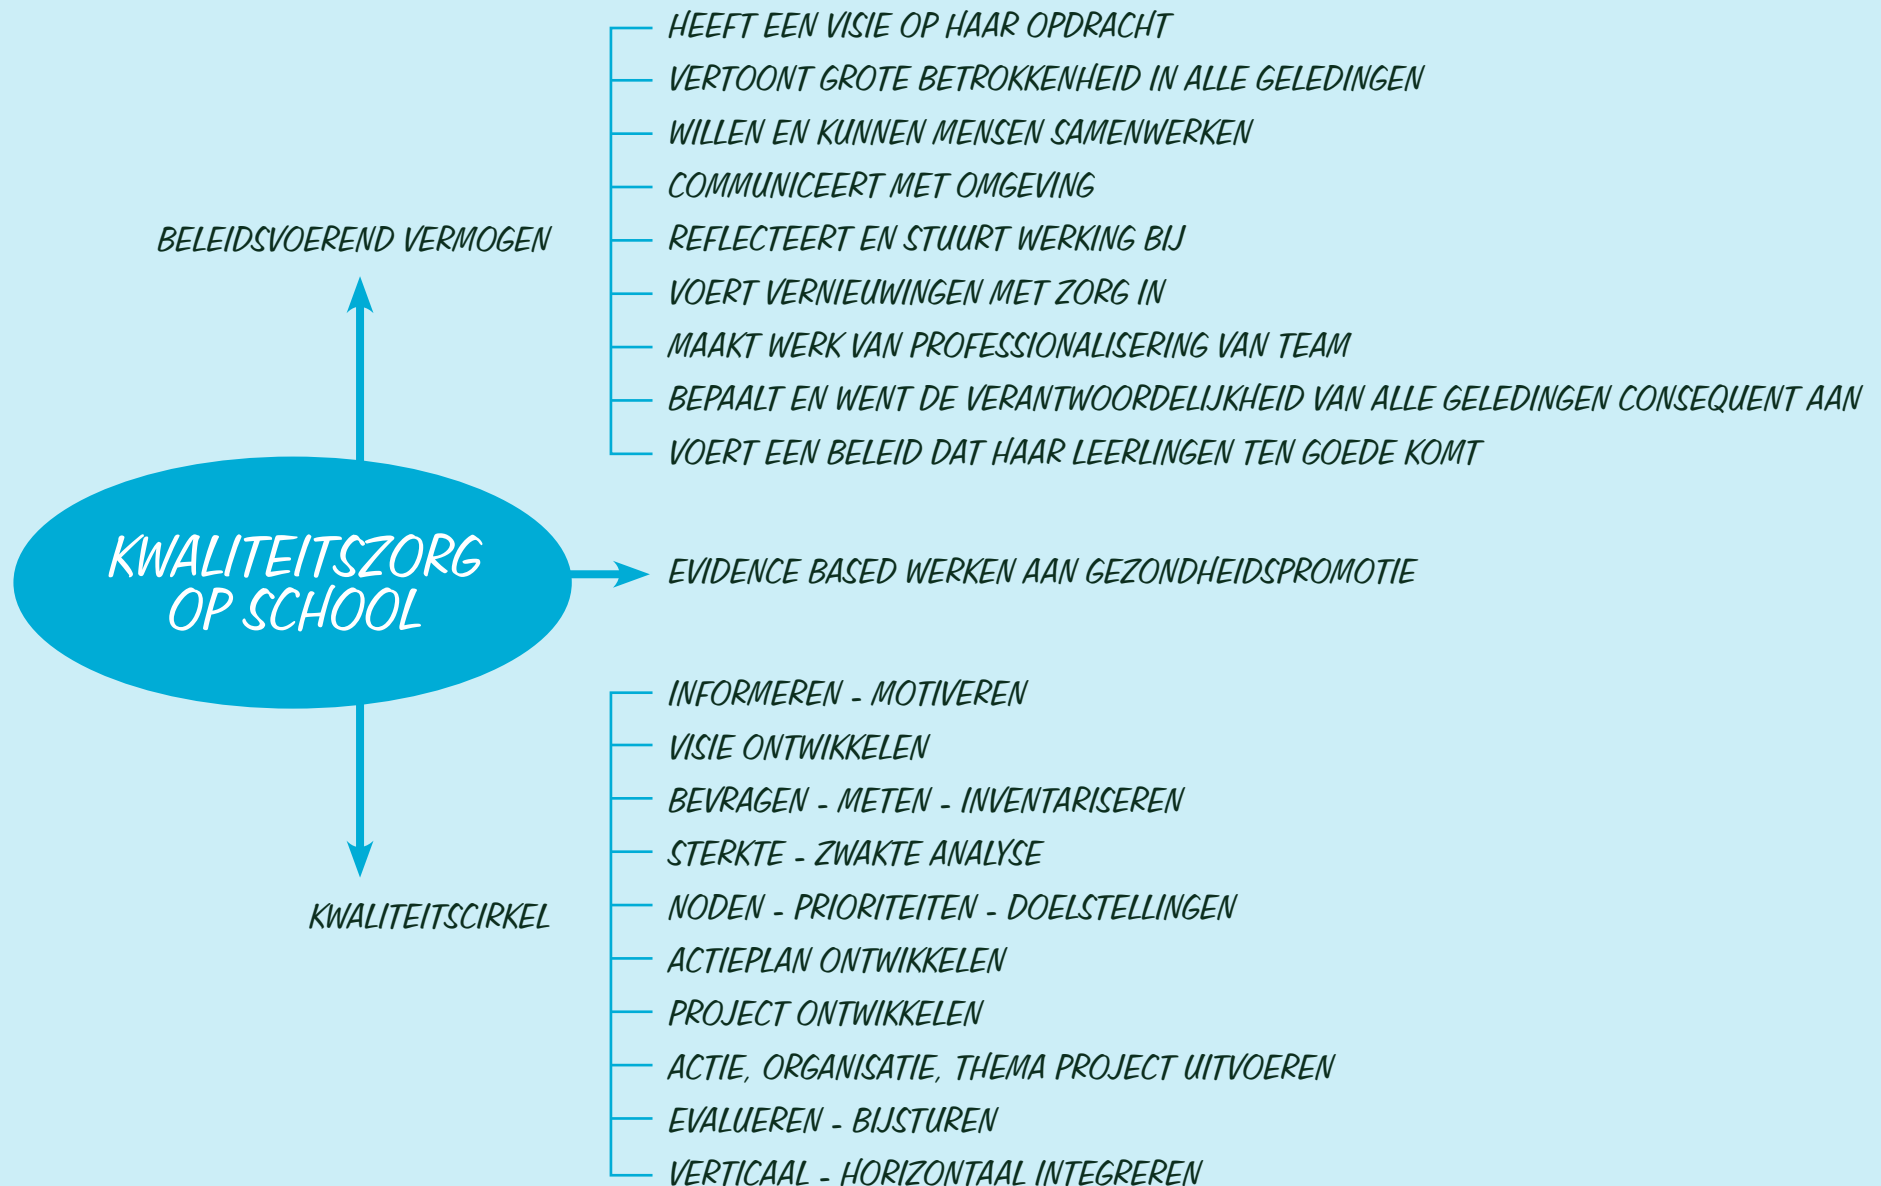 HEEFT EEN VISIE OP HAAR OPDRACHT
VERTOONT GROTE BETROKKENHEID IN ALLE GELEDINGEN
WILLEN EN KUNNEN MENSEN SAMENWERKEN
COMMUNICEERT MET OMGEVING
BELEIDSVOEREND VERMOGEN
REFLECTEERT EN STUURT WERKING BIJ
VOERT VERNIEUWINGEN MET ZORG IN
MAAKT WERK VAN PROFESSIONALISERING VAN TEAM
BEPAALT EN WENT DE VERANTWOORDELIJKHEID VAN ALLE GELEDINGEN CONSEQUENT AAN
VOERT EEN BELEID DAT HAAR LEERLINGEN TEN GOEDE KOMT
KWALITEITSZORG
OP SCHOOL
EVIDENCE BASED WERKEN AAN GEZONDHEIDSPROMOTIE
INFORMEREN - MOTIVEREN
VISIE ONTWIKKELEN
BEVRAGEN - METEN - INVENTARISEREN
STERKTE - ZWAKTE ANALYSE
KWALITEITSCIRKEL
NODEN - PRIORITEITEN - DOELSTELLINGEN
ACTIEPLAN ONTWIKKELEN
PROJECT ONTWIKKELEN
ACTIE, ORGANISATIE, THEMA PROJECT UITVOEREN
EVALUEREN - BIJSTUREN
VERTICAAL - HORIZONTAAL INTEGREREN